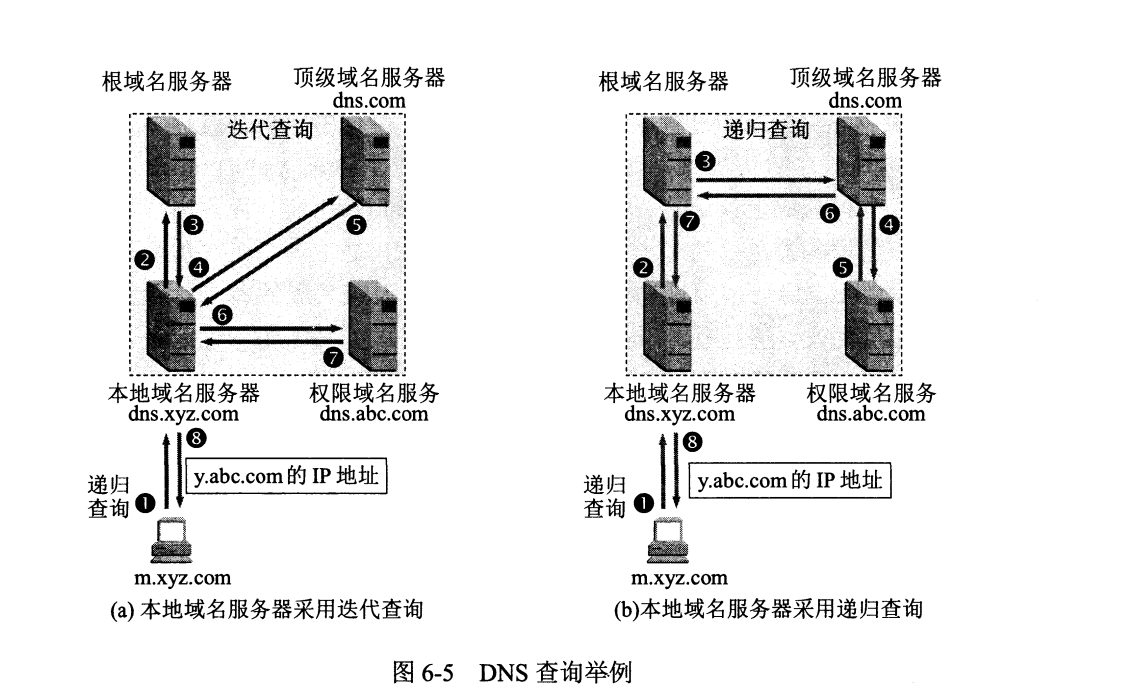 根域名服务器
顶级域名服务器
dns.com
迭代查询
❸
❷
❹
❺
❻
❼
本地域名服务器
dns.xyz.com
权限域名服务
dns.abc.com
❽
y.abc.com 的 IP 地址
递归
查询
❶
m.xyz.com
(a) 本地域名服务器采用迭代查询
根域名服务器
顶级域名服务器
dns.com
递归查询
❸
❻
❼
❹
❷
❺
本地域名服务器
dns.xyz.com
权限域名服务
dns.abc.com
❽
y.abc.com 的 IP 地址
递归
查询
❶
m.xyz.com
(b)本地域名服务器采用递归查询
图 6-5 DNS 查询举例